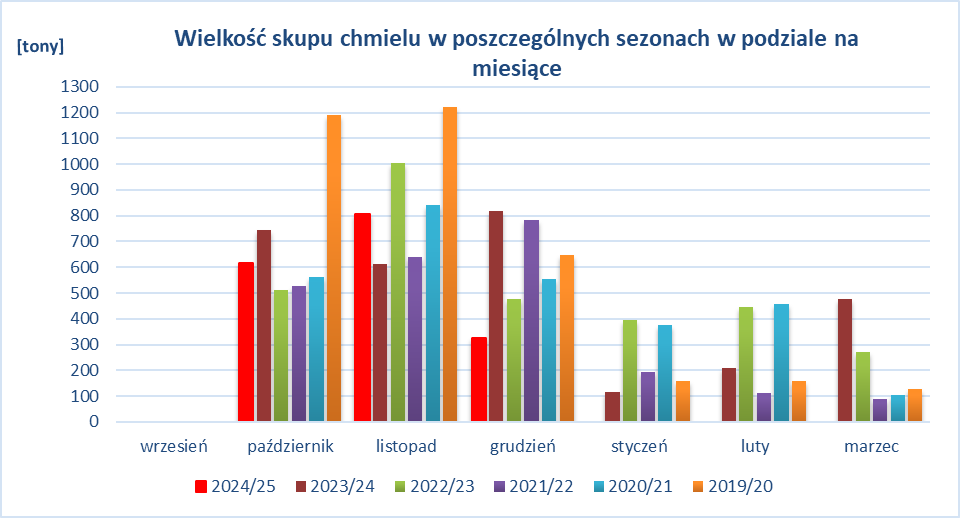 [tony]
Wielkość skupu chmielu w poszczególnych sezonach w podziale na
miesiące
1300
1200
1100
1000
900
800
700
600
500
400
300
200
100
0
wrzesień październik listopad grudzień styczeń luty marzec
2024/25 2023/24 2022/23 2021/22 2020/21 2019/20